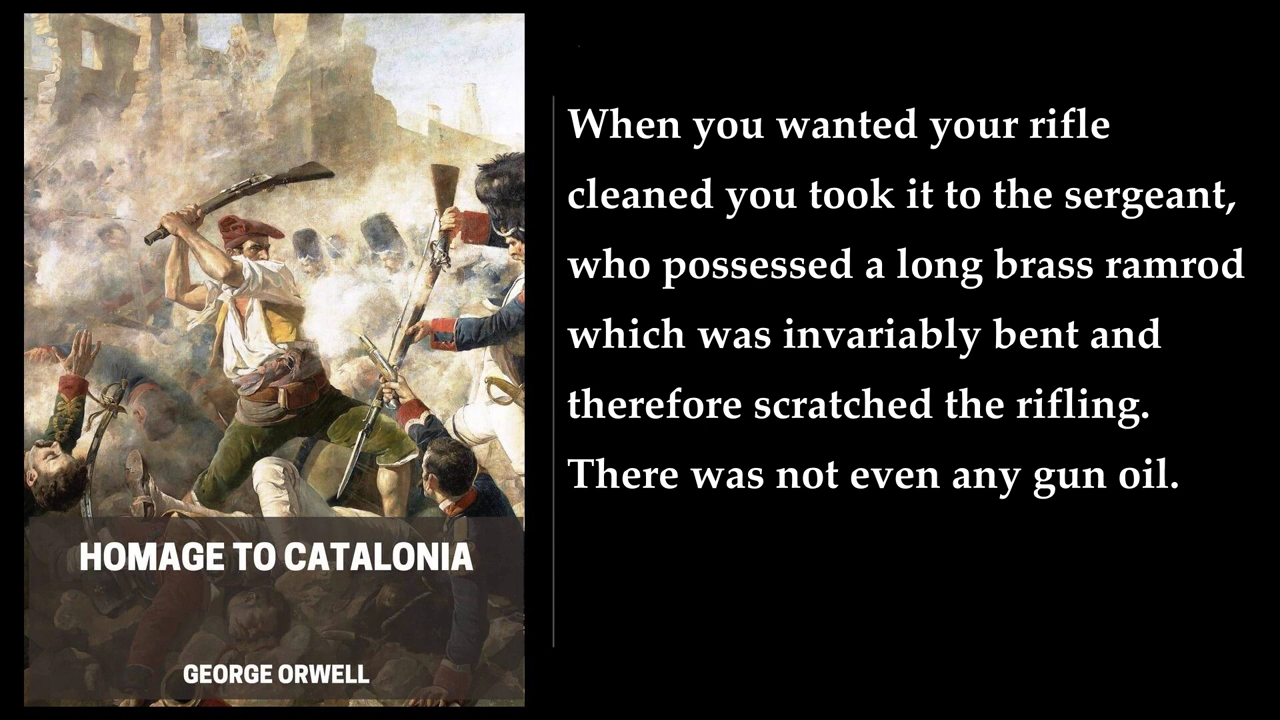 HOMAGE TO CATALONIA
GEORGE ORWELL
When you wanted your rifle
cleaned you took it to the sergeant,
who possessed a long brass ramrod
which was invariably bent and
therefore scratched the rifling.
There was not even any gun oil.